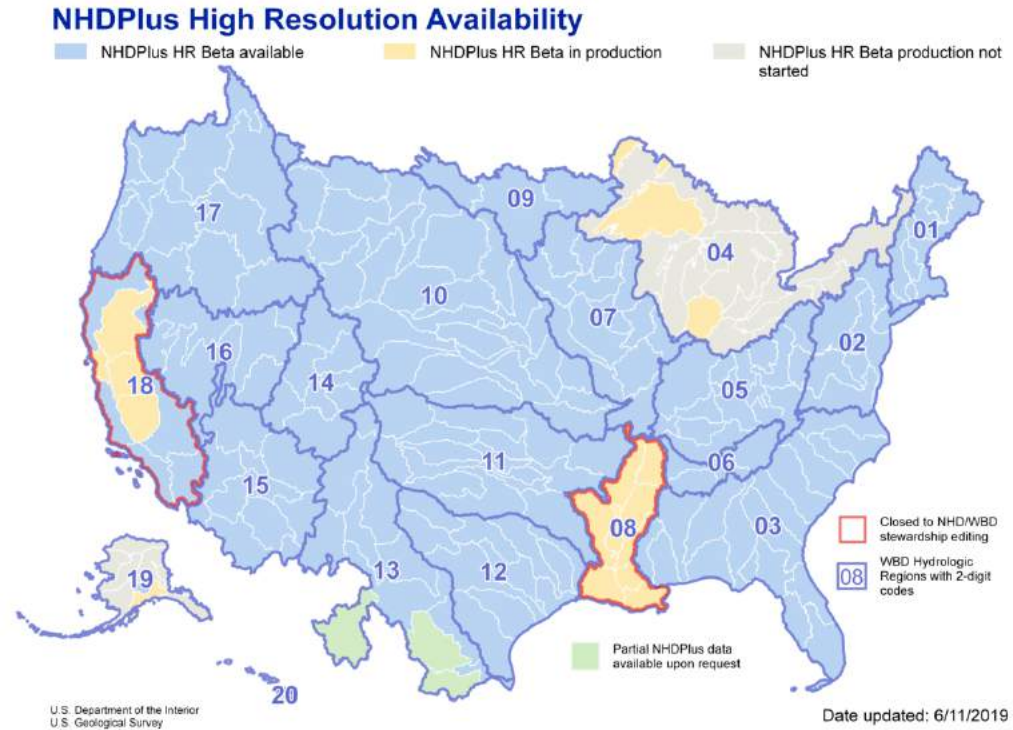 NHDPlus High Resolution Availability
NHDPlus HR Beta available
NHDPlus HR Beta in production
NHDPlus HR Beta production not
started
17
09
01
04
10
07
02
16
14
18
05
11
06
15
08
03
Closed to NHD/WBD
stewardship editing
08
WBD Hydrologic
Regions with 2-digit
codes
19
13
12
Partial NHDPlus data
available upon request
20
U.S. Department of the Interior
U.S. Geological Survey
Date updated: 6/11/2019